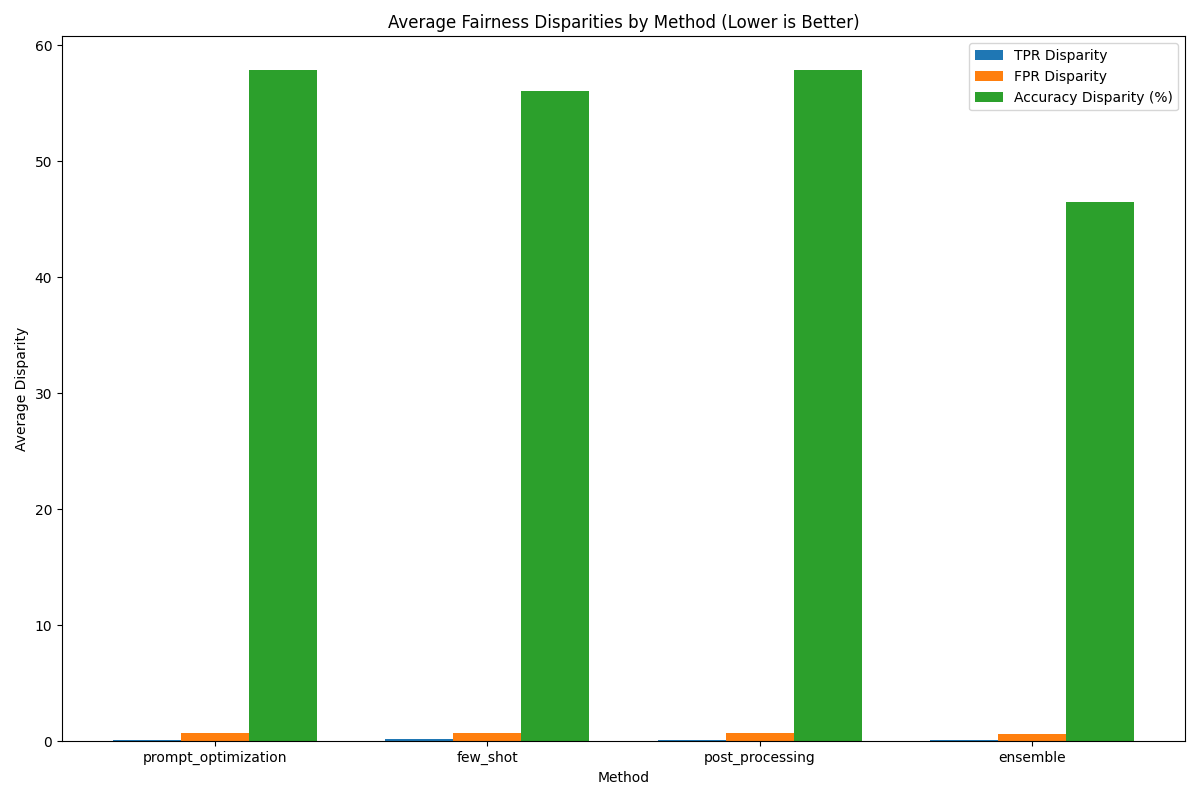 Average Fairness Disparities by Method (Lower is Better)
TPR Disparity
FPR Disparity
Accuracy Disparity (%)
60
50
40
30
20
10
0
Average Disparity
prompt_optimization
few_shot
post_processing
ensemble
Method